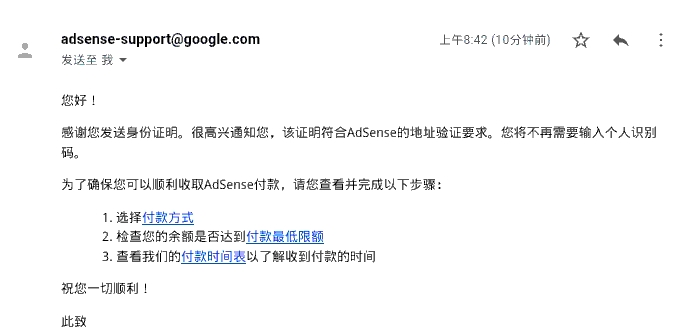 adsense-support@google.com
上午8:42 (10分钟前)
发送至 我
您好！
感谢您发送身份证明。很高兴通知您，该证明符合AdSense的地址验证要求。您将不再需要输入个人识别
码。
为了确保您可以顺利收取AdSense付款，请您查看并完成以下步骤：
1. 选择付款方式
2. 检查您的余额是否达到付款最低限额
3. 查看我们的付款时间表以了解收到付款的时间
祝您一切顺利！
此致